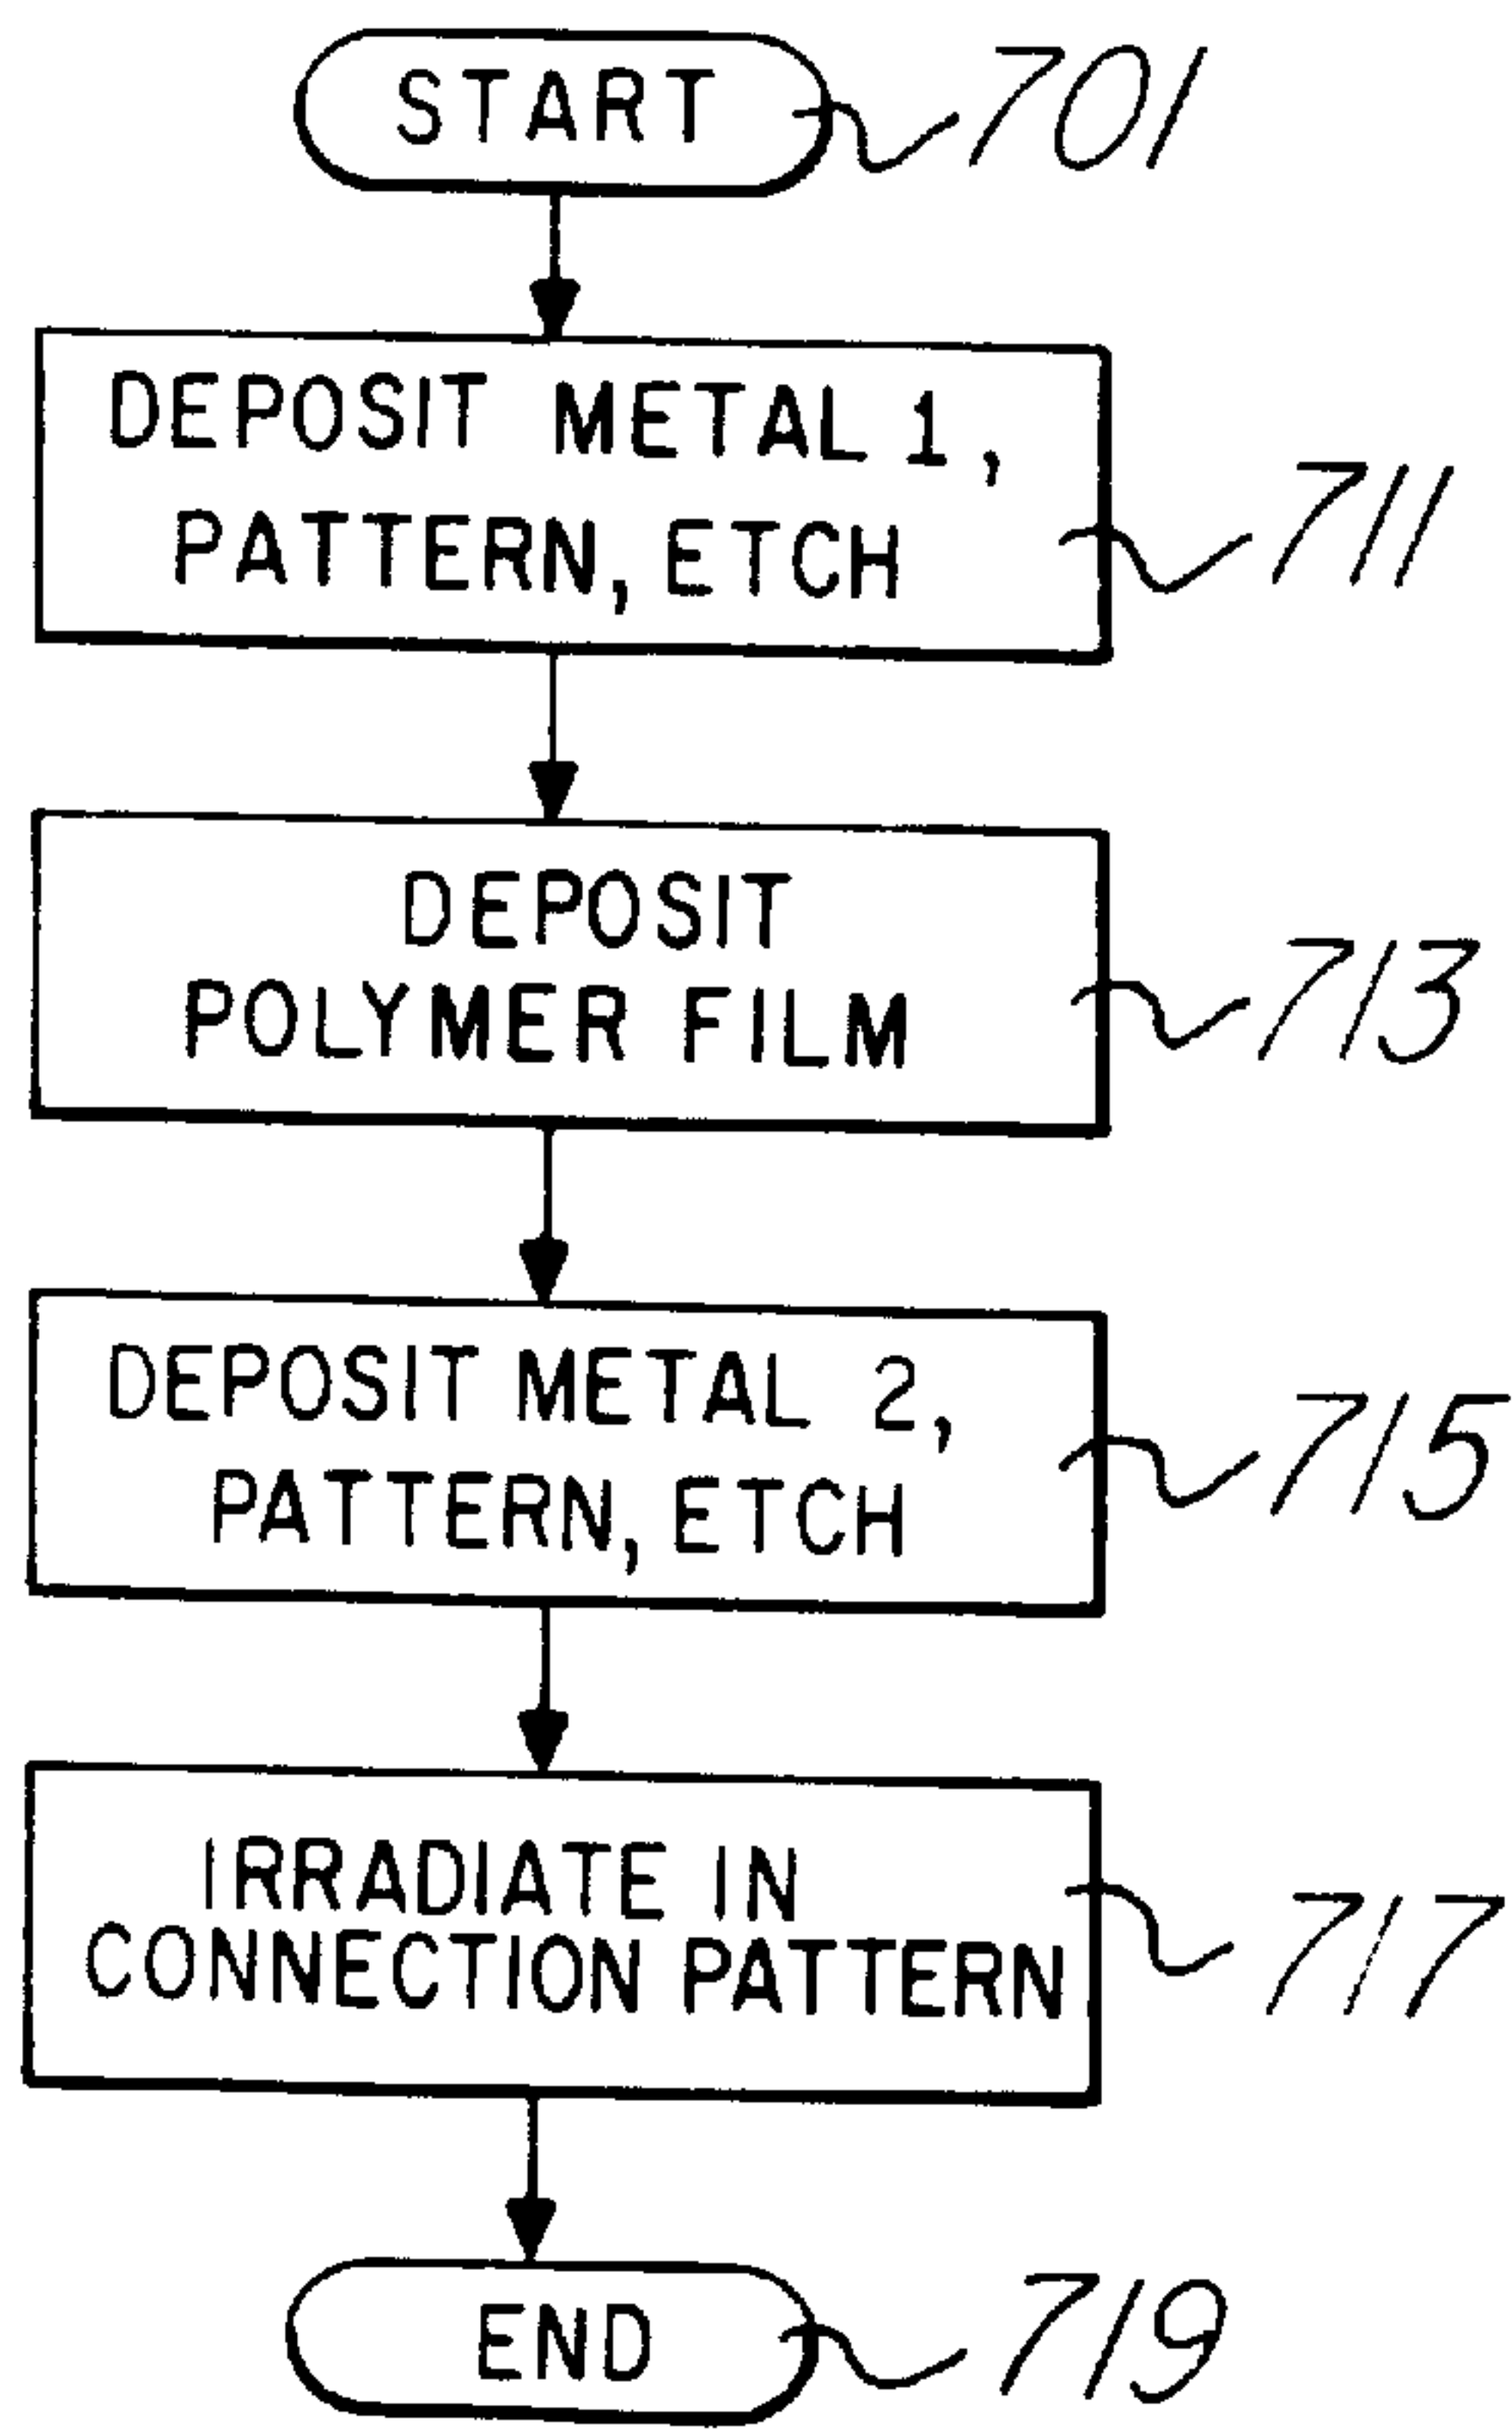 START
701
DEPOSIT METAL 1,
PATTERN, ETCH
711
DEPOSIT
POLYMER FILM
713
DEPOSIT METAL 2,
PATTERN, ETCH
715
IRRADIATE IN
CONNECTION PATTERN
717
END
719